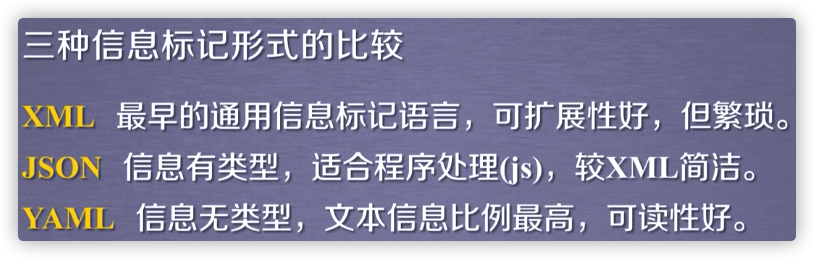 三种信息标记形式的比较
XML 最早的通用信息标记语言，可扩展性好，但繁琐。
JSON 信息有类型，适合程序处理(js)，较XML简洁。
YAML 信息无类型，文本信息比例最高，可读性好。